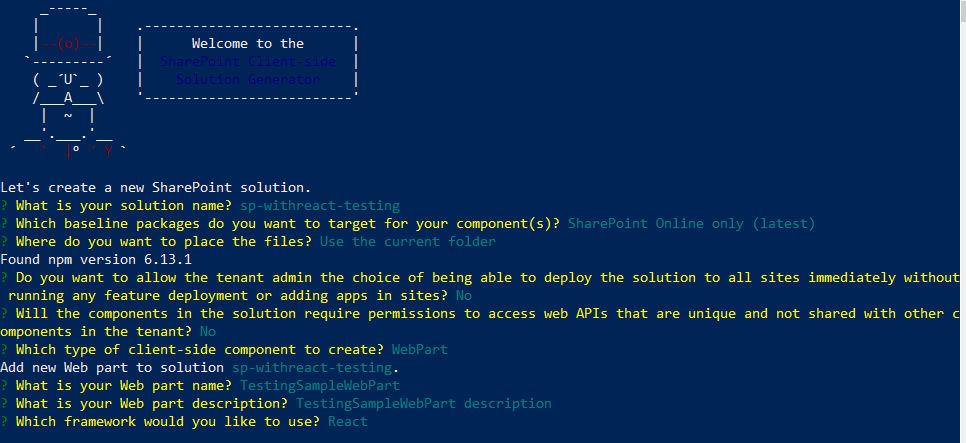 Welcome to the
SharePoint Client-side
Solution Generator
Let's create a new SharePoint solution.
? What is your solution name? sp-withreact-testing
? Which baseline packages do you want to target for your component(s)? SharePoint Online only (latest)
? Where do you want to place the files? Use the current folder
Found npm version 6.13.1
? Do you want to allow the tenant admin the choice of being able to deploy the solution to all sites immediately without
running any feature deployment or adding apps in sites? No
? Will the components in the solution require permissions to access web APIs that are unique and not shared with other c
omponents in the tenant? No
? Which type of client-side component to create? WebPart
Add new Web part to solution sp-withreact-testing.
? What is your Web part name? TestingSampleWebPart
? What is your Web part description? TestingSampleWebPart description
? Which framework would you like to use? React